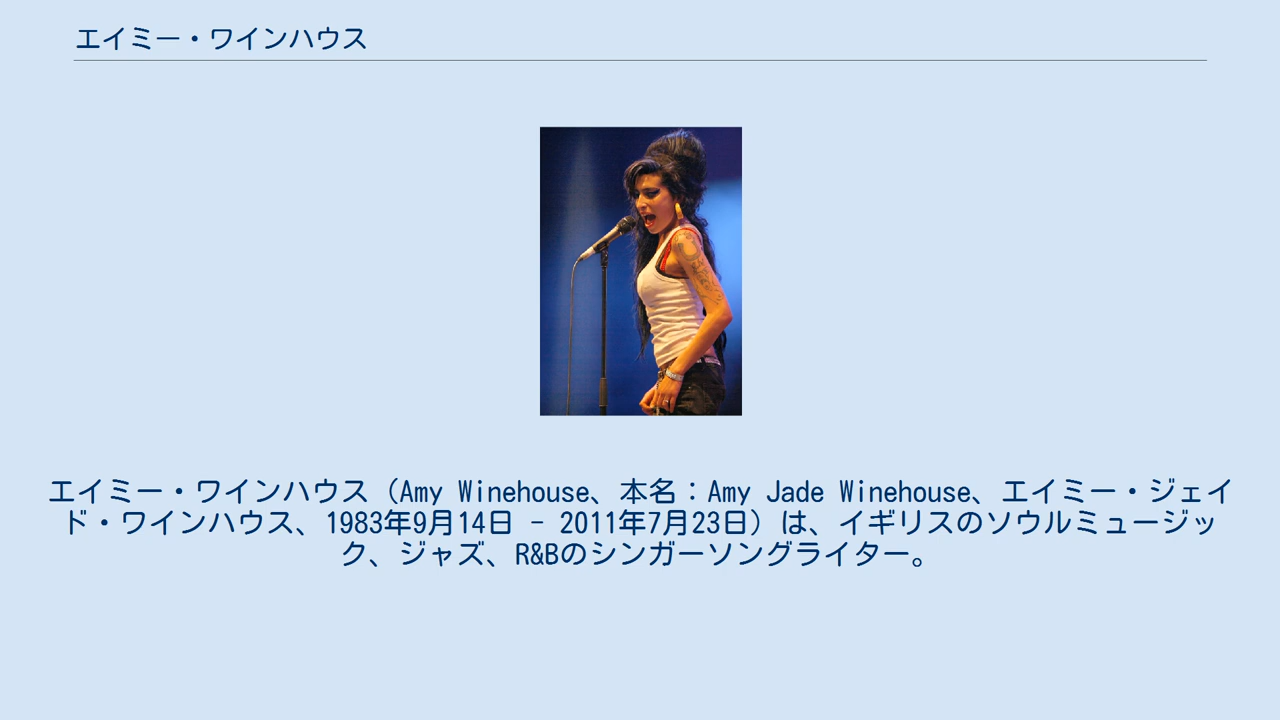 エイミー・ワインハウス
エイミー・ワインハウス（Amy Winehouse、本名：Amy Jade Winehouse、エイミー・ジェイ
ド・ワインハウス、1983年9月14日 - 2011年7月23日）は、イギリスのソウルミュージッ
ク、ジャズ、R&Bのシンガーソングライター。